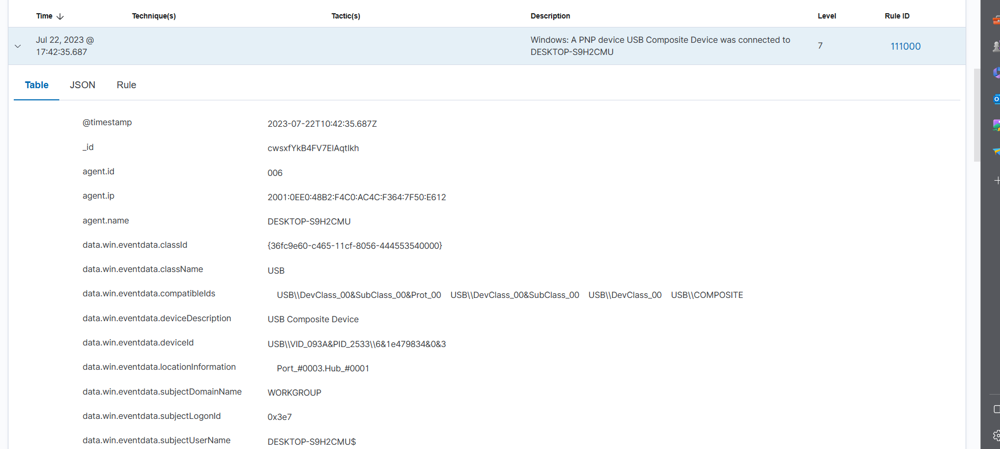 Time Technique(s) Tactic(s) Description Level Rule ID
Jul 22, 2023 @ 17:42:35.687 Windows: A PNP device USB Composite Device was connected to DESKTOP-S9H2CMU 7 111000
Table JSON Rule
@timestamp 2023-07-22T10:42:35.687Z
_id cwsxfYkB4FV7ElAqtlkh
agent.id 006
agent.ip 2001:0EE0:48B2:F4C0:AC4C:F364:7F50:E612
agent.name DESKTOP-S9H2CMU
data.win.eventdata.classId {36fc9e60-c465-11cf-8056-444553540000}
data.win.eventdata.className USB
data.win.eventdata.compatibleIds USB\\DevClass_00&SubClass_00&Prot_00 USB\\DevClass_00&SubClass_00 USB\\DevClass_00 USB\\COMPOSITE
data.win.eventdata.deviceDescription USB Composite Device
data.win.eventdata.deviceId USB\\VID_093A&PID_2533\\6&1e479834&0&3
data.win.eventdata.locationInformation Port_#0003.Hub_#0001
data.win.eventdata.subjectDomainName WORKGROUP
data.win.eventdata.subjectLogonId 0x3e7
data.win.eventdata.subjectUserName DESKTOP-S9H2CMU$